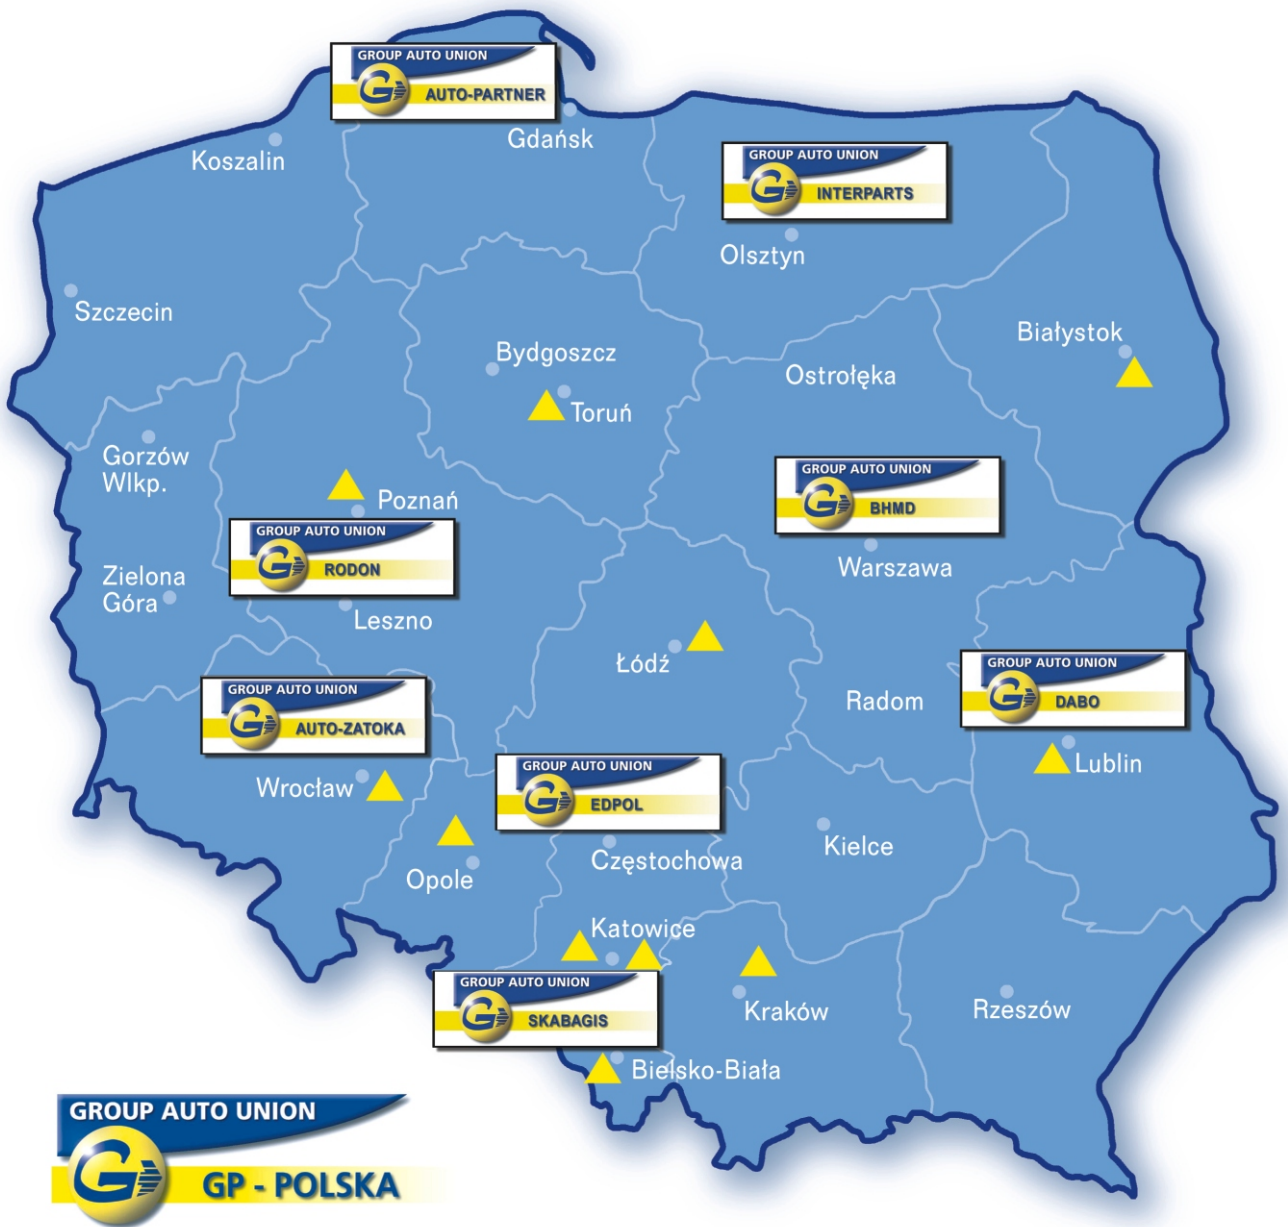 GROUP AUTO UNION
AUTO-PARTNER
Gdańsk
Koszalin
GROUP AUTO UNION
INTERPARTS
Olsztyn
Szczecin
Białystok
Bydgoszcz
Ostrołęka
Toruń
Gorzów
Wlkp.
GROUP AUTO UNION
BHMD
Poznań
GROUP AUTO UNION
RODON
Warszawa
Zielona
Góra
Leszno
Łódź
GROUP AUTO UNION
DABO
GROUP AUTO UNION
AUTO-ZATOKA
Radom
Lublin
GROUP AUTO UNION
EDPOL
Wrocław
Kielce
Częstochowa
Opole
Katowice
GROUP AUTO UNION
SKABAGIS
Kraków
Rzeszów
Bielsko-Biała
GROUP AUTO UNION
GP - POLSKA